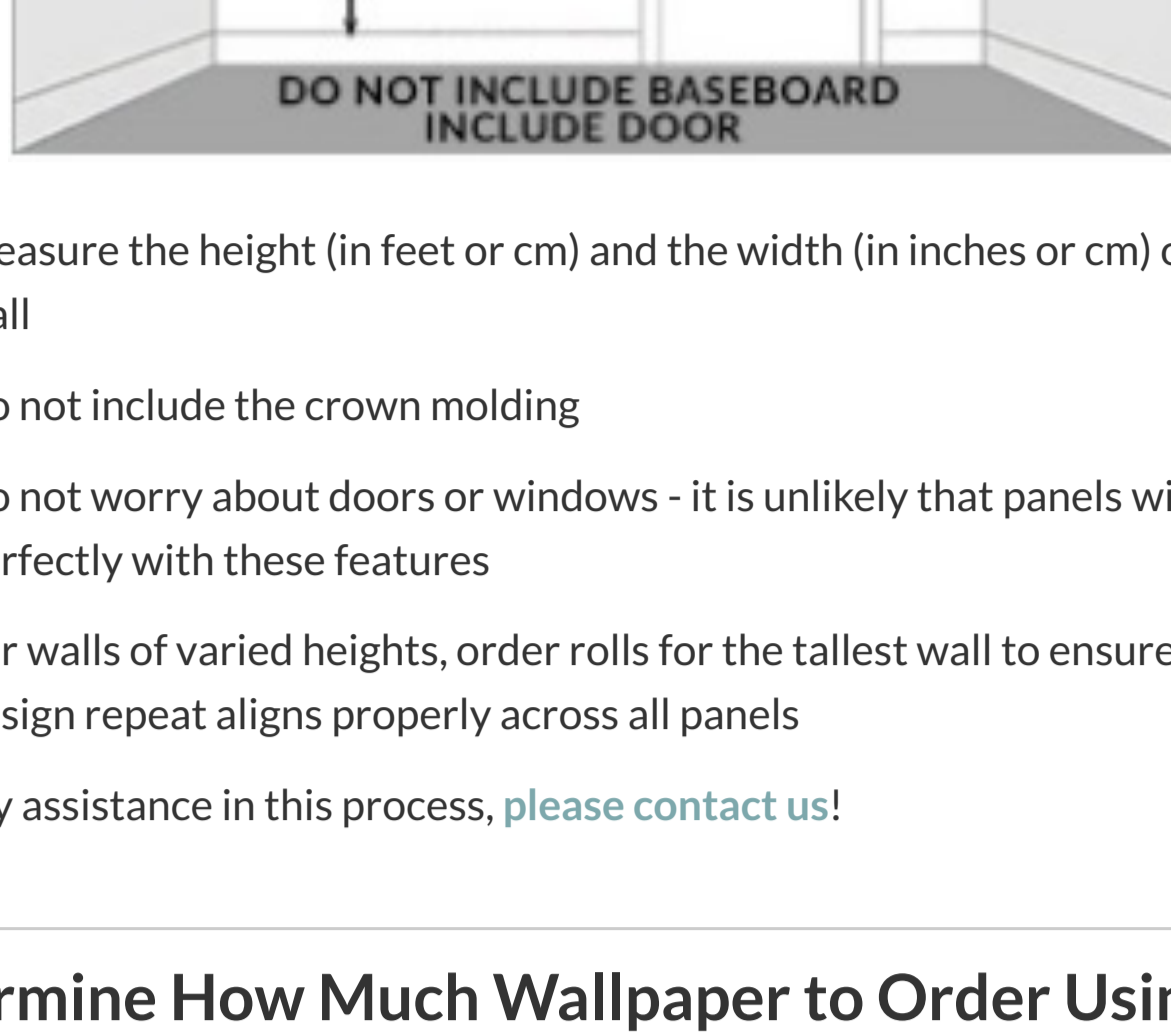 DO NOT INCLUDE BASEBOARD
INCLUDE DOOR
easure the height (in feet or cm) and the width (in inches or cm) o
all
o not include the crown molding
o not worry about doors or windows - it is unlikely that panels wi
rfectly with these features
r walls of varied heights, order rolls for the tallest wall to ensure
sign repeat aligns properly across all panels
y assistance in this process, please contact us!
rmine How Much Wallpaper to Order Usin